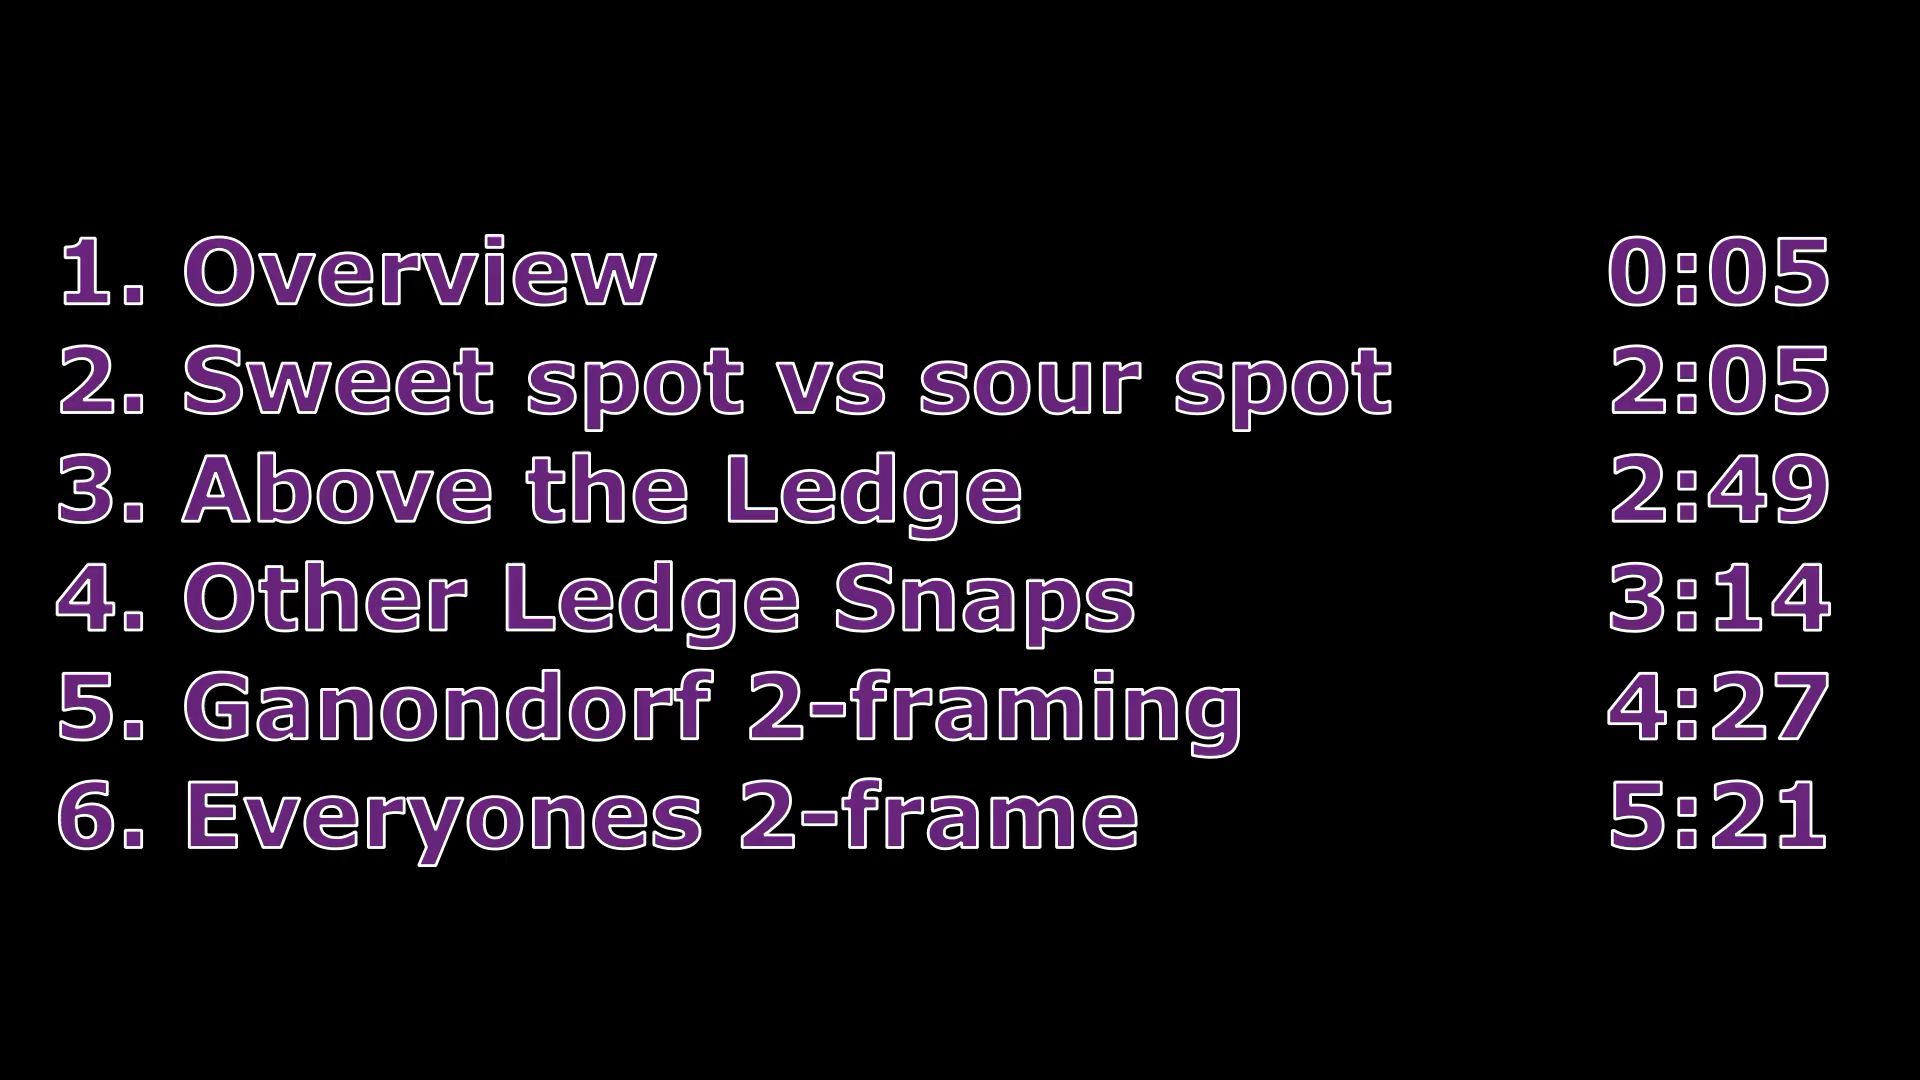 1. Overview 0:05
2. Sweet spot vs sour spot 2:05
3. Above the Ledge 2:49
4. Other Ledge Snaps 3:14
5. Ganondorf 2-framing 4:27
6. Everyones 2-frame 5:21